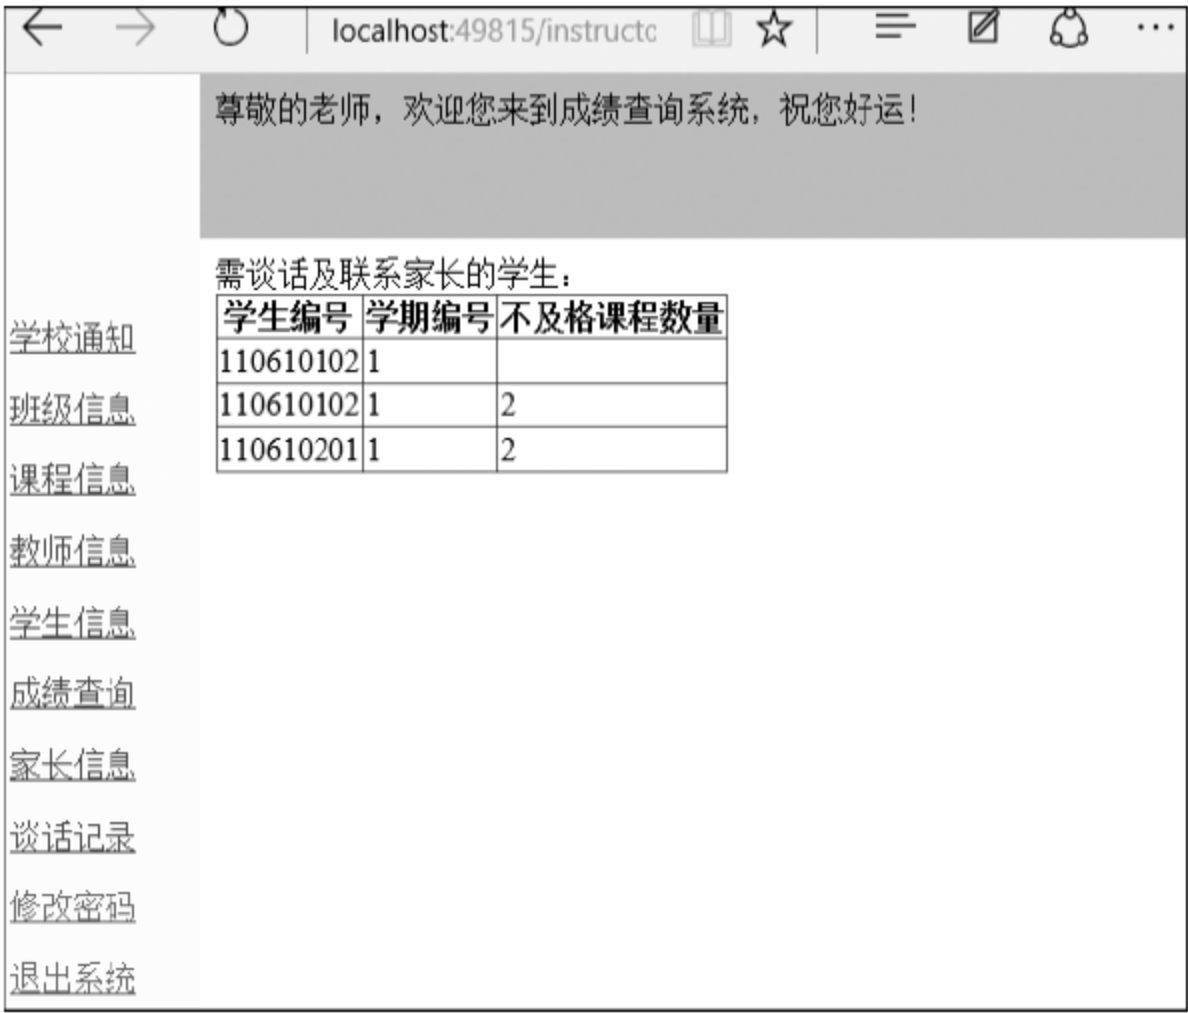 localhost:49815/instructo
尊敬的老师，欢迎您来到成绩查询系统，祝您好运！
需谈话及联系家长的学生：
学生编号 学期编号 不及格课程数量
110610102 1
110610102 1 2
110610201 1 2
学校通知
班级信息
课程信息
教师信息
学生信息
成绩查询
家长信息
谈话记录
修改密码
退出系统